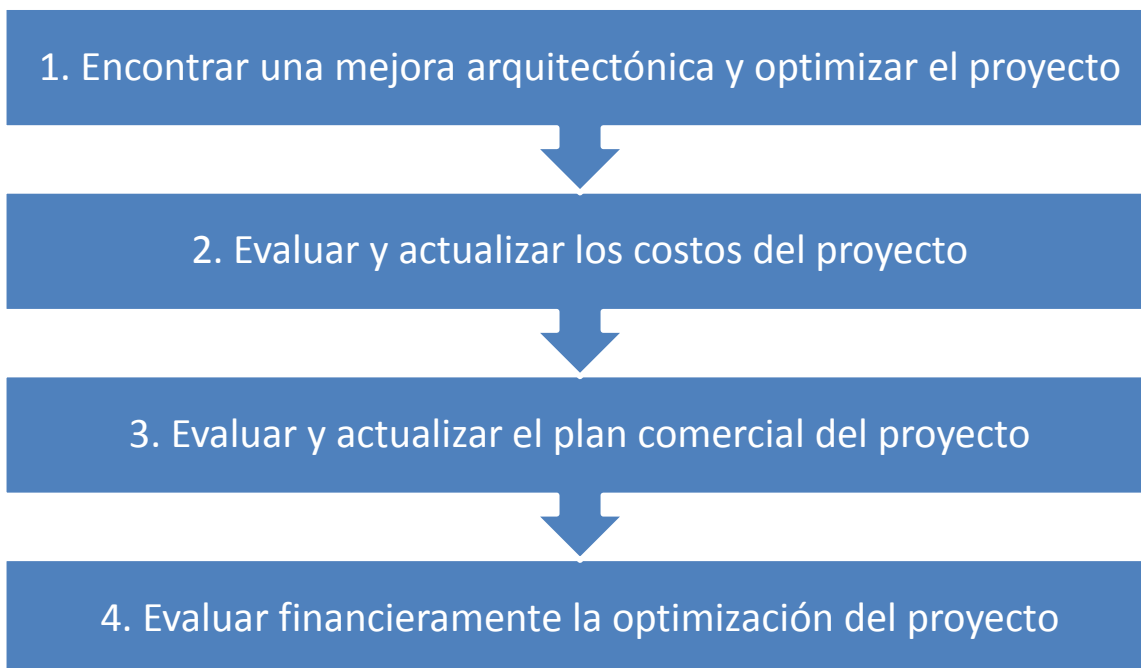 1. Encontrar una mejora arquitectónica y optimizar el proyecto
2. Evaluar y actualizar los costos del proyecto
3. Evaluar y actualizar el plan comercial del proyecto
4. Evaluar financieramente la optimización del proyecto